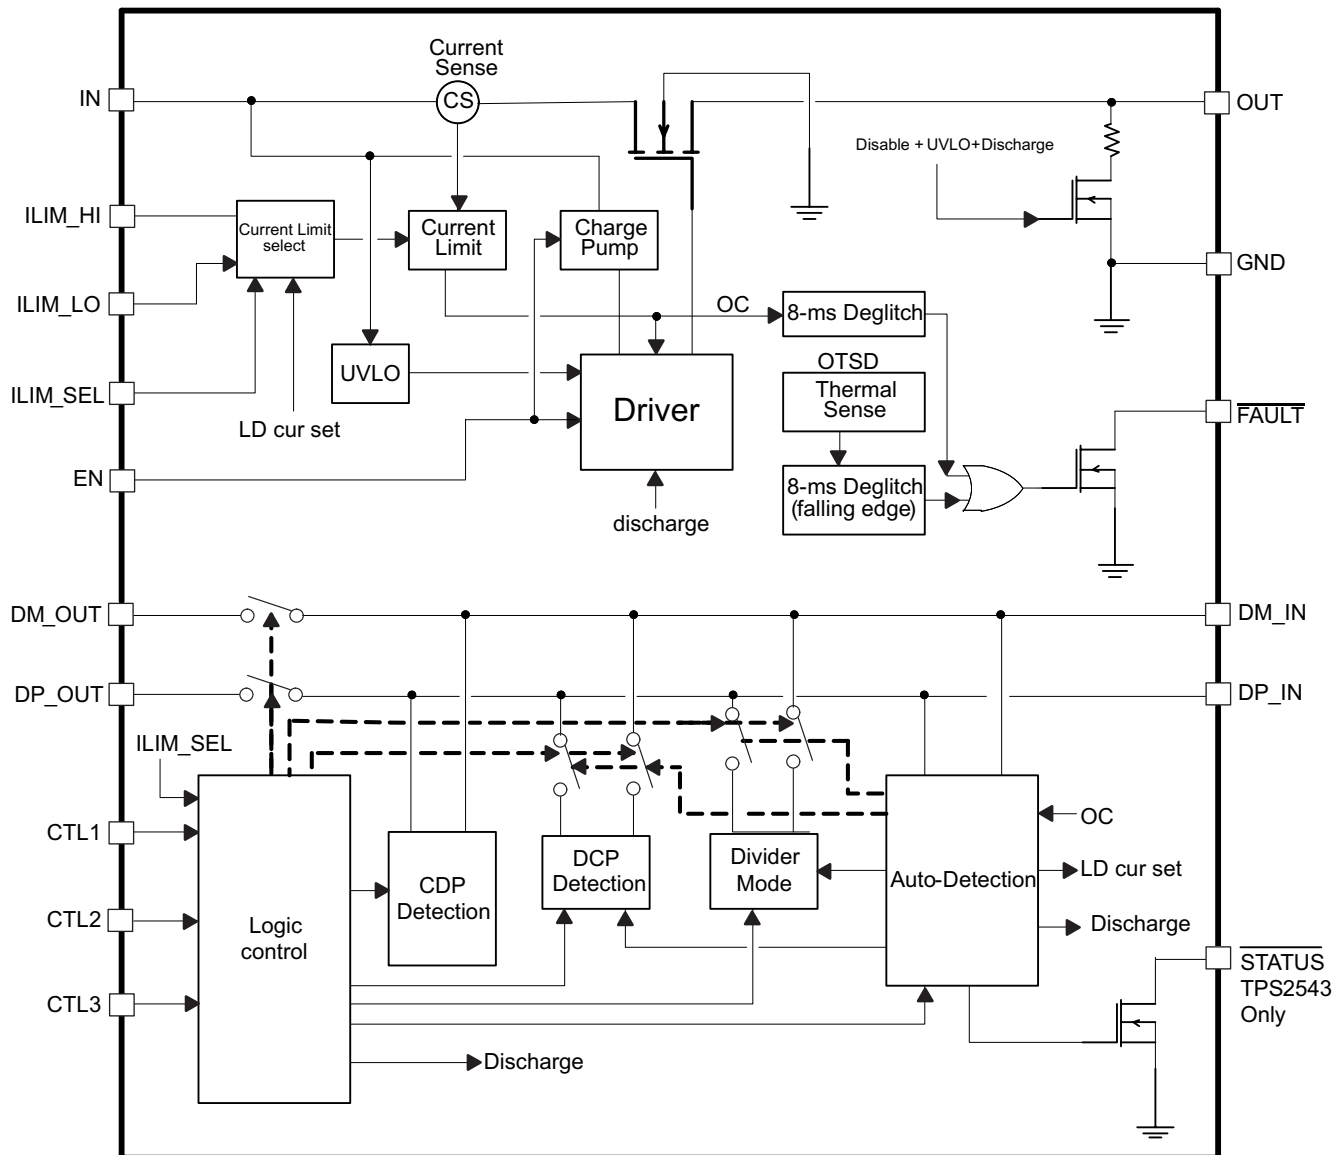 Current
Sense
IN
CS
OUT
Disable + UVLO+Discharge
ILIM_HI
Current Limit
select
Current
Limit
Charge
Pump
GND
ILIM_LO
OC
8-ms Deglitch
UVLO
OTSD
Thermal
Sense
ILIM_SEL
LD cur set
Driver
FAULT
EN
8-ms Deglitch
(falling edge)
discharge
DM_OUT
DM_IN
DP_OUT
DP_IN
ILIM_SEL
CTL1
OC
DCP
Detection
Divider
Mode
CDP
Detection
Auto-Detection
LD cur set
CTL2
Logic
control
Discharge
STATUS
TPS2543
Only
CTL3
Discharge